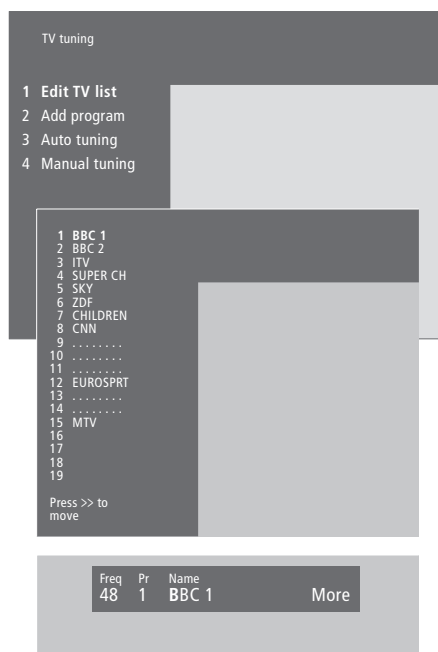 TV tuning
1 Edit TV list
2 Add program
3 Auto tuning
4 Manual tuning
1 BBC 1
2 BBC 2
3 ITV
4 SUPER CH
5 SKY
6 ZDF
7 CHILDREN
8 CNN
9 . . . . . . . .
10 . . . . . . . .
11 . . . . . . . .
12 EUROSPRT
13 . . . . . . . .
14 . . . . . . . .
15 MTV
16
17
18
19
Press >> to
move
Freq Pr Name
48 1 BBC 1 More